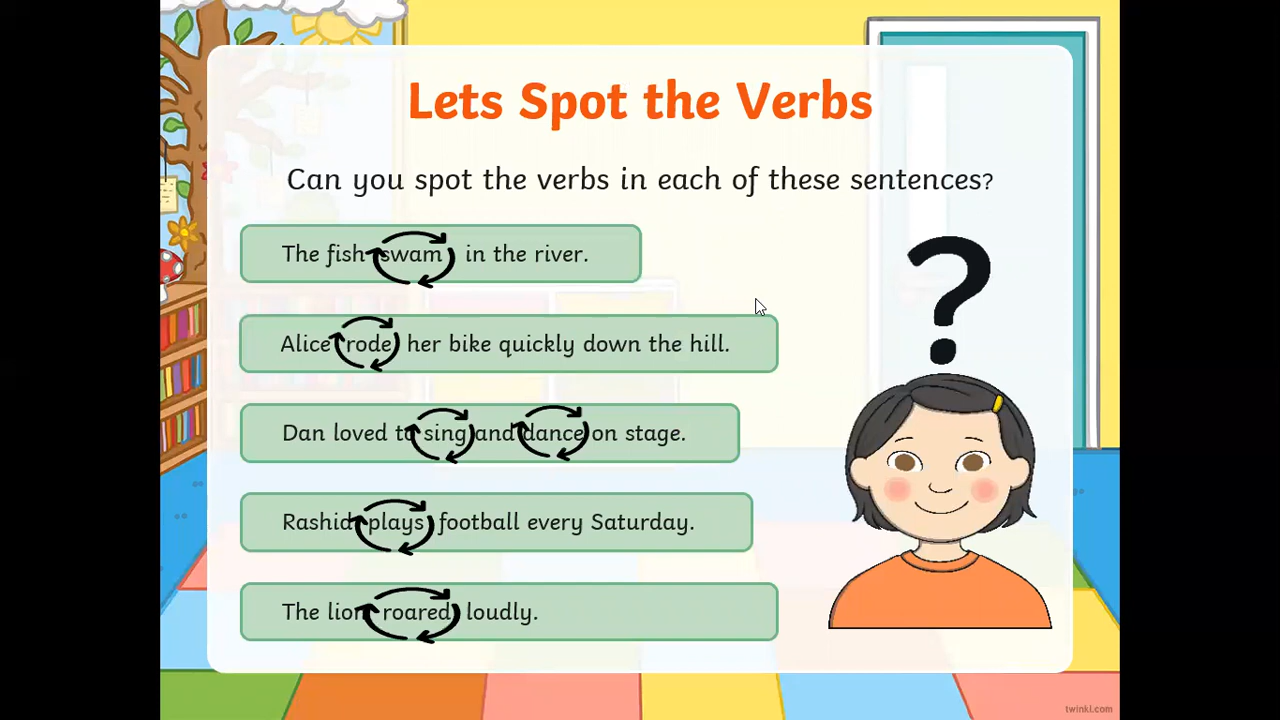 Lets Spot the Verbs
Can you spot the verbs in each of these sentences?
The fish swam in the river.
Alice rode her bike quickly down the hill.
Dan loved to sing and dance on stage.
Rashid plays football every Saturday.
The lion roared loudly.
?
twinkl.com